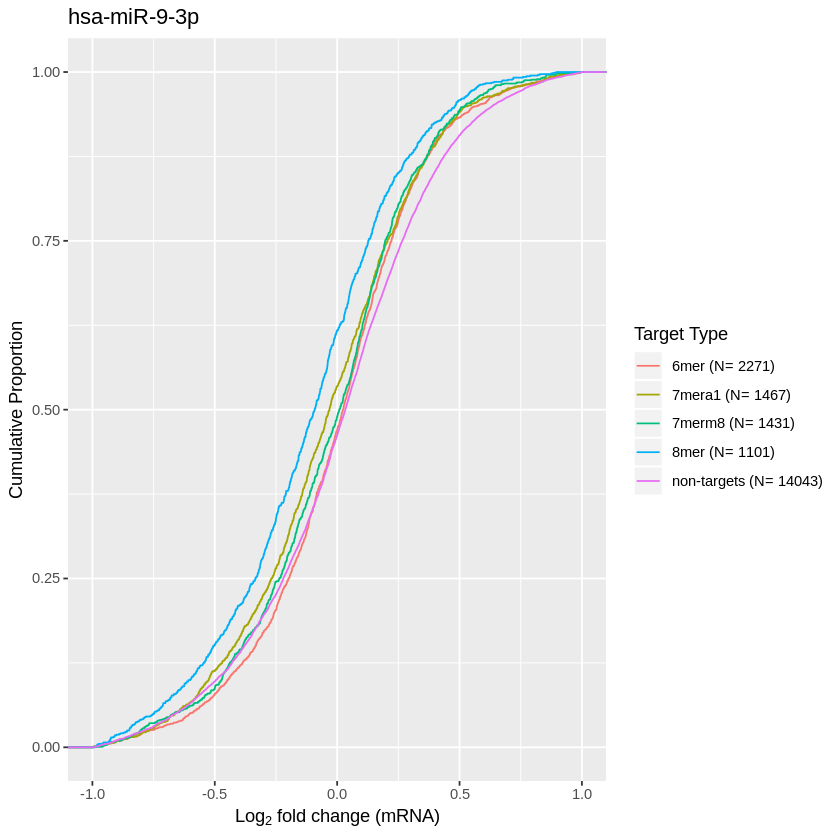 hsa-miR-9-3p
Cumulative Proportion
1.00
0.75
0.50
0.25
0.00
-1.0 -0.5 0.0 0.5 1.0
Log₂ fold change (mRNA)
Target Type
6mer (N= 2271)
7mera1 (N= 1467)
7merm8 (N= 1431)
8mer (N= 1101)
non-targets (N= 14043)